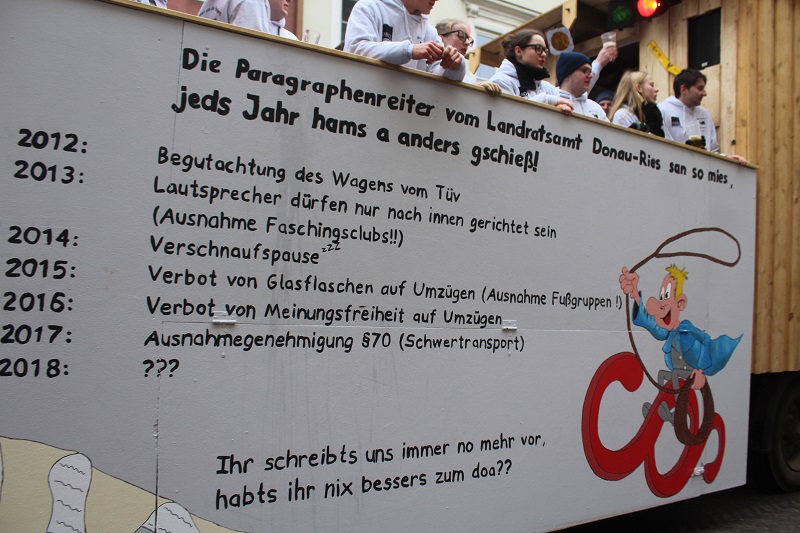 Die Paragraphenreiter vom Landratsamt Donau-Ries san so mies,
jeds Jahr hams a anders gschieß!
2012: Begutachtung des Wagens vom Tüv
2013: Lautsprecher dürfen nur nach innen gerichtet sein
(Ausnahme Faschingsclubs!!)
2014: Verschnaufspause zzz
2015: Verbot von Glasflaschen auf Umzügen (Ausnahme Fußgruppen !)
2016: Verbot von Meinungsfreiheit auf Umzügen
2017: Ausnahmegenehmigung §70 (Schwertransport)
2018: ???
Ihr schreibts uns immer no mehr vor,
habts ihr nix bessers zum doa??